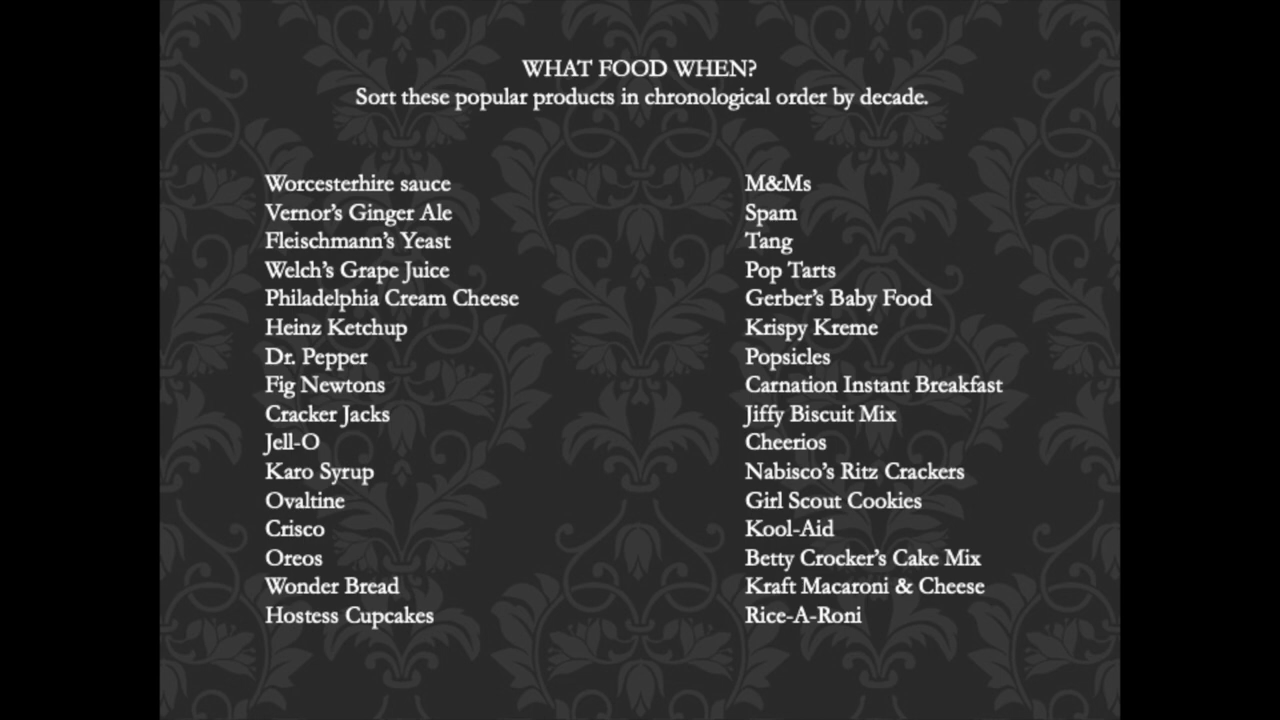 WHAT FOOD WHEN?
Sort these popular products in chronological order by decade.
Worcesterhire sauce
Vernor's Ginger Ale
Fleischmann's Yeast
Welch's Grape Juice
Philadelphia Cream Cheese
Heinz Ketchup
Dr. Pepper
Fig Newtons
Cracker Jacks
Jell-O
Karo Syrup
Ovaltine
Crisco
Oreos
Wonder Bread
Hostess Cupcakes
M&Ms
Spam
Tang
Pop Tarts
Gerber's Baby Food
Krispy Kreme
Popsicles
Carnation Instant Breakfast
Jiffy Biscuit Mix
Cheerios
Nabisco's Ritz Crackers
Girl Scout Cookies
Kool-Aid
Betty Crocker's Cake Mix
Kraft Macaroni & Cheese
Rice-A-Roni